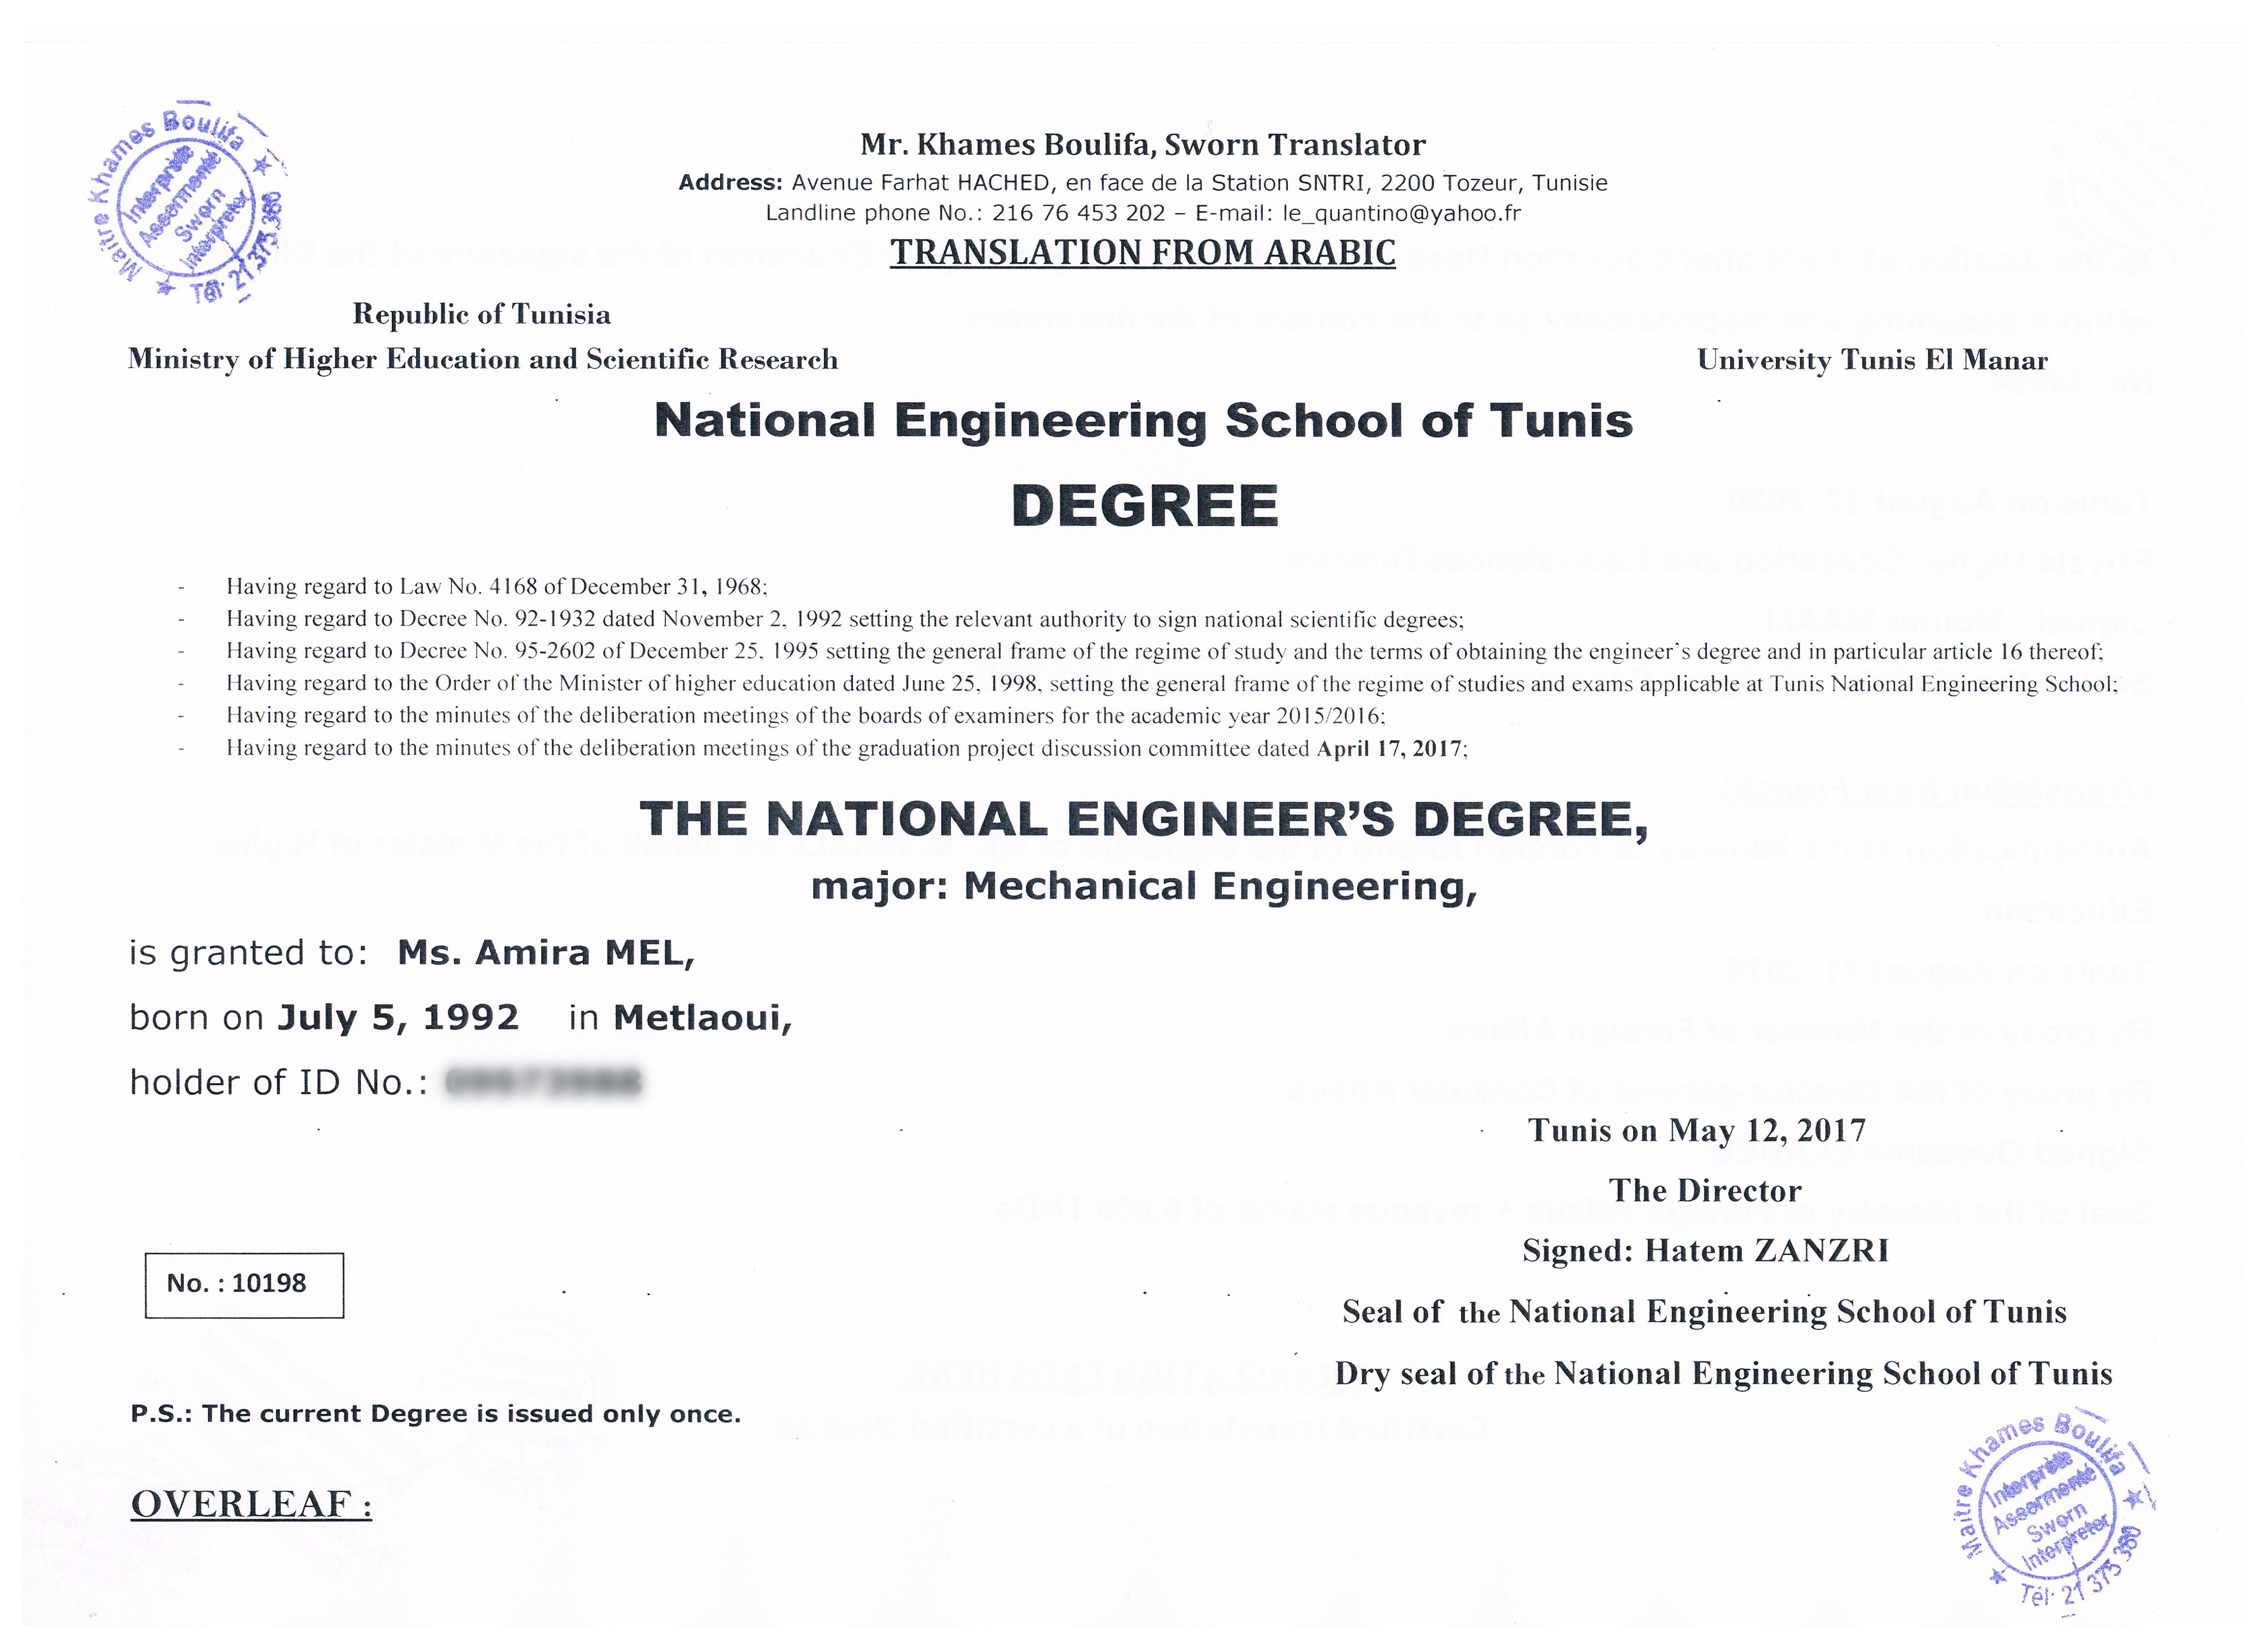 Maitre Khames Boulifa
Interprète
Assermenté
Sworn
Interpreter
Tél: 21 375 380
Mr. Khames Boulifa, Sworn Translator
Address: Avenue Farhat HACHED, en face de la Station SNTRI, 2200 Tozeur, Tunisie
Landline phone No.: 216 76 453 202 – E-mail: le_quantino@yahoo.fr
TRANSLATION FROM ARABIC
Republic of Tunisia
Ministry of Higher Education and Scientific Research
University Tunis El Manar
National Engineering School of Tunis
DEGREE
- Having regard to Law No. 4168 of December 31, 1968;
- Having regard to Decree No. 92-1932 dated November 2, 1992 setting the relevant authority to sign national scientific degrees;
- Having regard to Decree No. 95-2602 of December 25, 1995 setting the general frame of the regime of study and the terms of obtaining the engineer's degree and in particular article 16 thereof;
- Having regard to the Order of the Minister of higher education dated June 25, 1998, setting the general frame of the regime of studies and exams applicable at Tunis National Engineering School;
- Having regard to the minutes of the deliberation meetings of the boards of examiners for the academic year 2015/2016;
- Having regard to the minutes of the deliberation meetings of the graduation project discussion committee dated April 17, 2017;
THE NATIONAL ENGINEER'S DEGREE,
major: Mechanical Engineering,
is granted to: Ms. Amira MEL,
born on July 5, 1992 in Metlaoui,
holder of ID No.:
Tunis on May 12, 2017
The Director
Signed: Hatem ZANZRI
No. : 10198
Seal of the National Engineering School of Tunis
Dry seal of the National Engineering School of Tunis
P.S.: The current Degree is issued only once.
OVERLEAF :
Maitre Khames Boulifa
Interprète
Assermenté
Sworn
Interpreter
Tél: 21 375 380